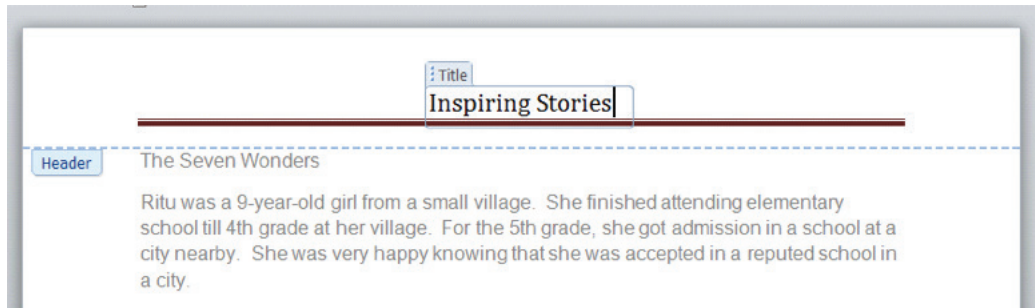 Title
Inspiring Stories
Header
The Seven Wonders
Ritu was a 9-year-old girl from a small village.  She finished attending elementary
school till 4th grade at her village.  For the 5th grade, she got admission in a school at a
city nearby.  She was very happy knowing that she was accepted in a reputed school in
a city.